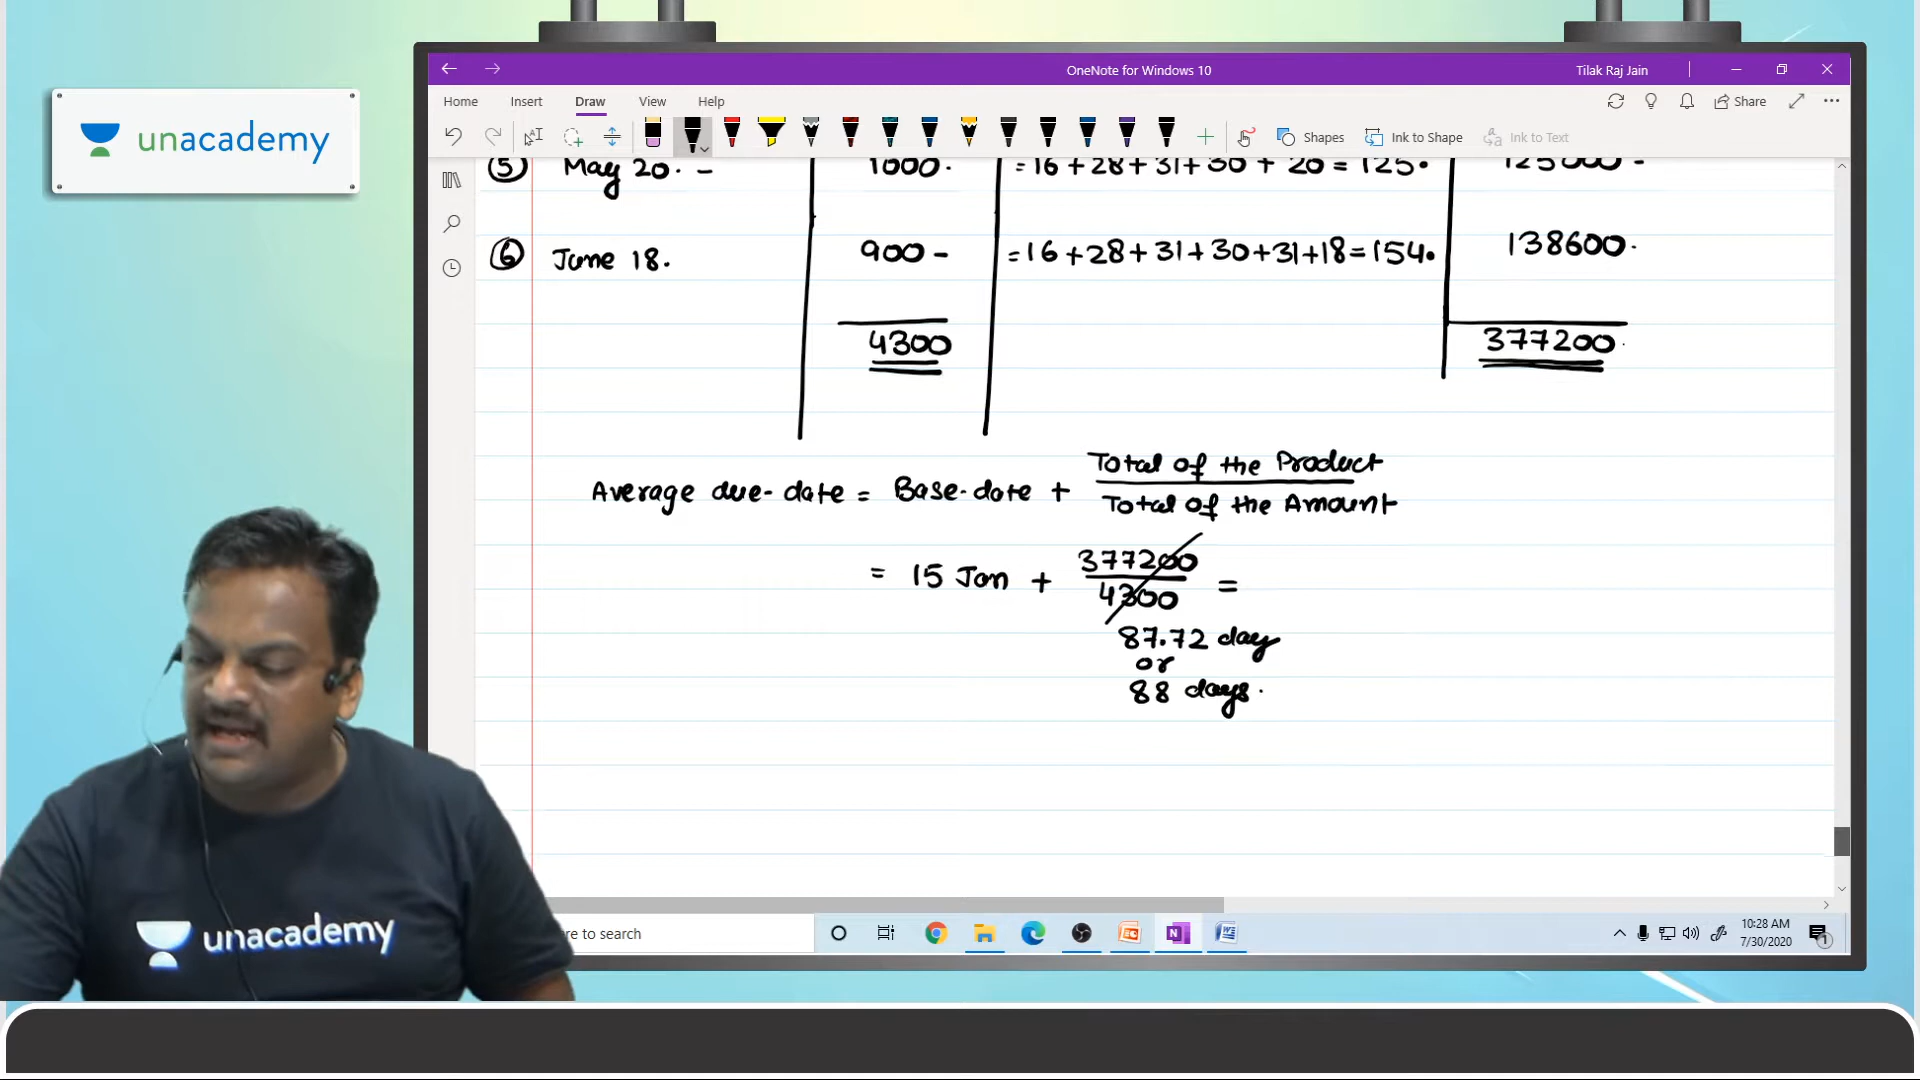 unacademy
OneNote for Windows 10
Tilak Raj Jain
Home Insert Draw View Help
Share
Shapes Ink to Shape Ink to Text
5 May 20. - 1000. = 16 + 28 + 31 + 30 + 20 = 125. 125000 -
6 June 18. 900 - = 16 + 28 + 31 + 30 + 31 + 18 = 154. 138600.
4300 377200
Average due-date = Base-date + Total of the Product
Total of the Amount
= 15 Jan + 377200
4300 =
87.72 day
or
88 days.
re to search
10:28 AM
7/30/2020
1
unacademy